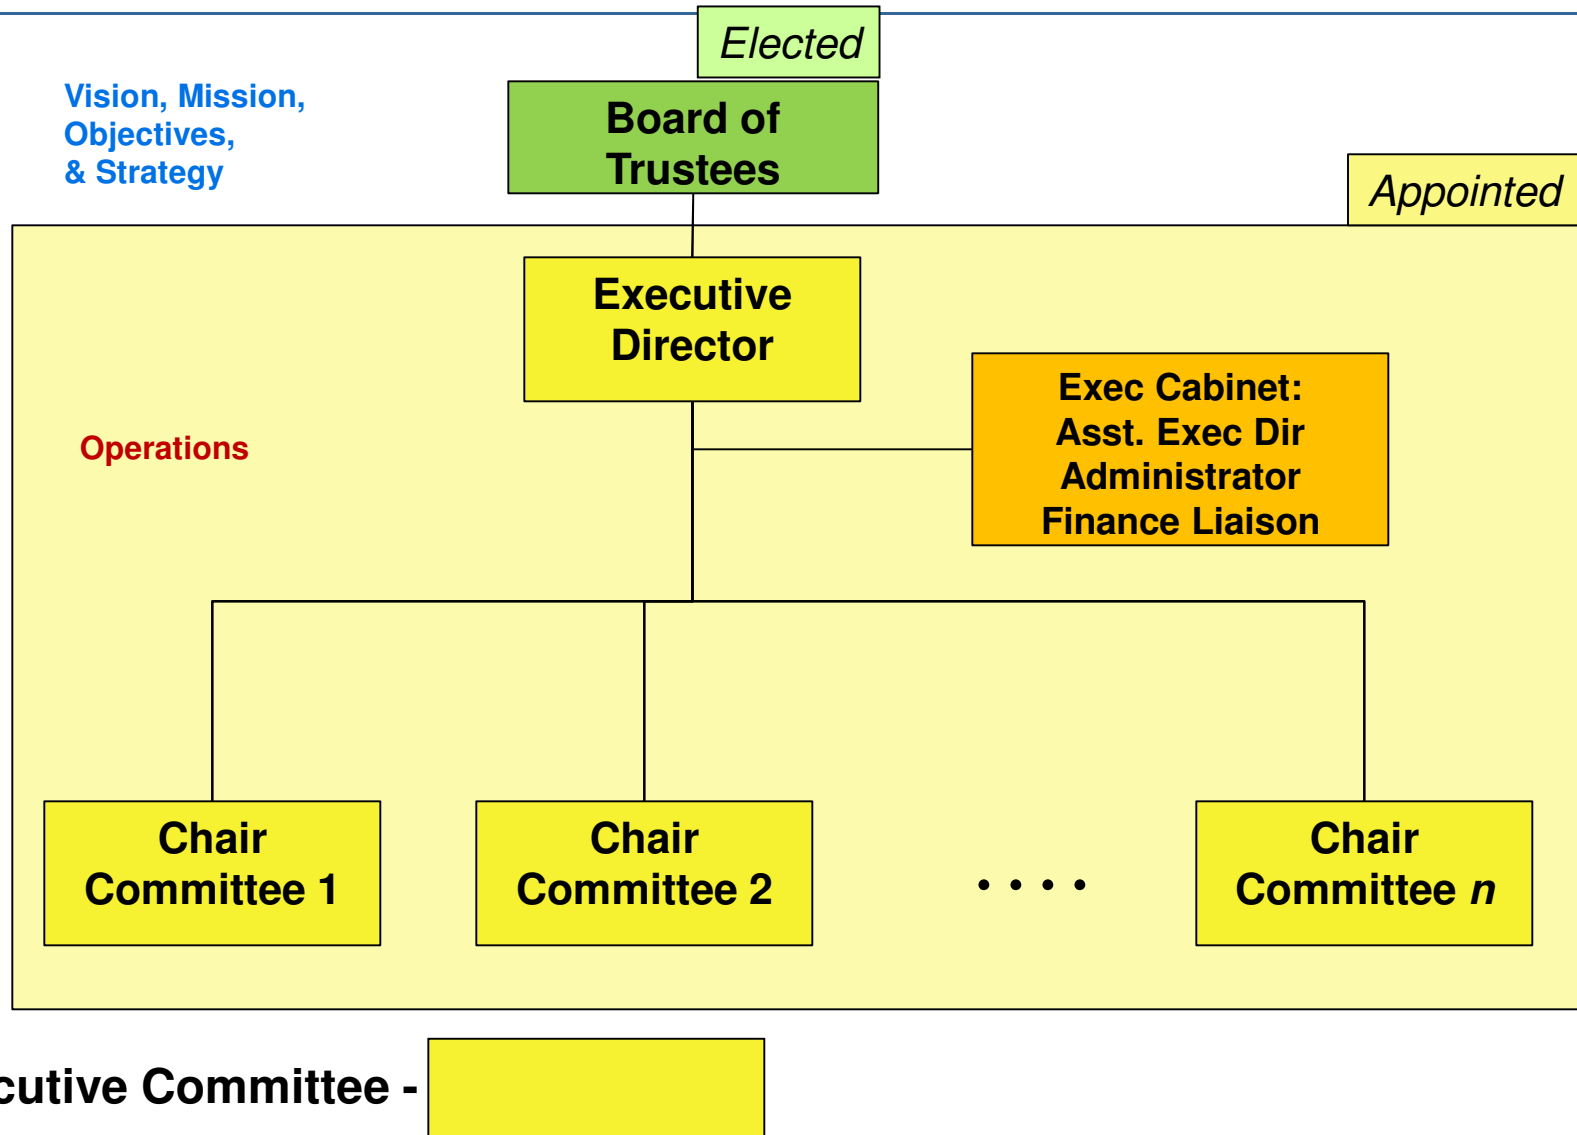 Elected
Vision, Mission,
Objectives,
& Strategy
Board of
Trustees
Appointed
Executive
Director
Exec Cabinet:
Asst. Exec Dir
Administrator
Finance Liaison
Operations
Chair
Committee 1
Chair
Committee 2
. . . .
Chair
Committee n
cutive Committee -